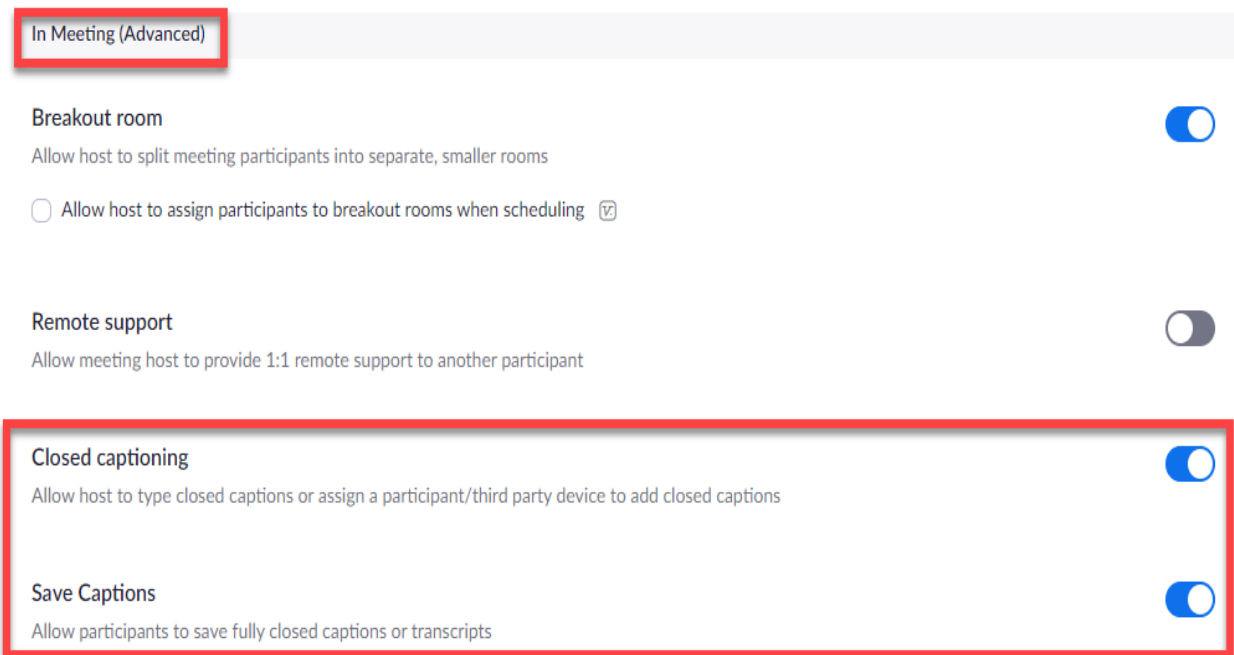 In Meeting (Advanced)
Breakout room
Allow host to split meeting participants into separate, smaller rooms
Allow host to assign participants to breakout rooms when scheduling
Remote support
Allow meeting host to provide 1:1 remote support to another participant
Closed captioning
Allow host to type closed captions or assign a participant/third party device to add closed captions
Save Captions
Allow participants to save fully closed captions or transcripts